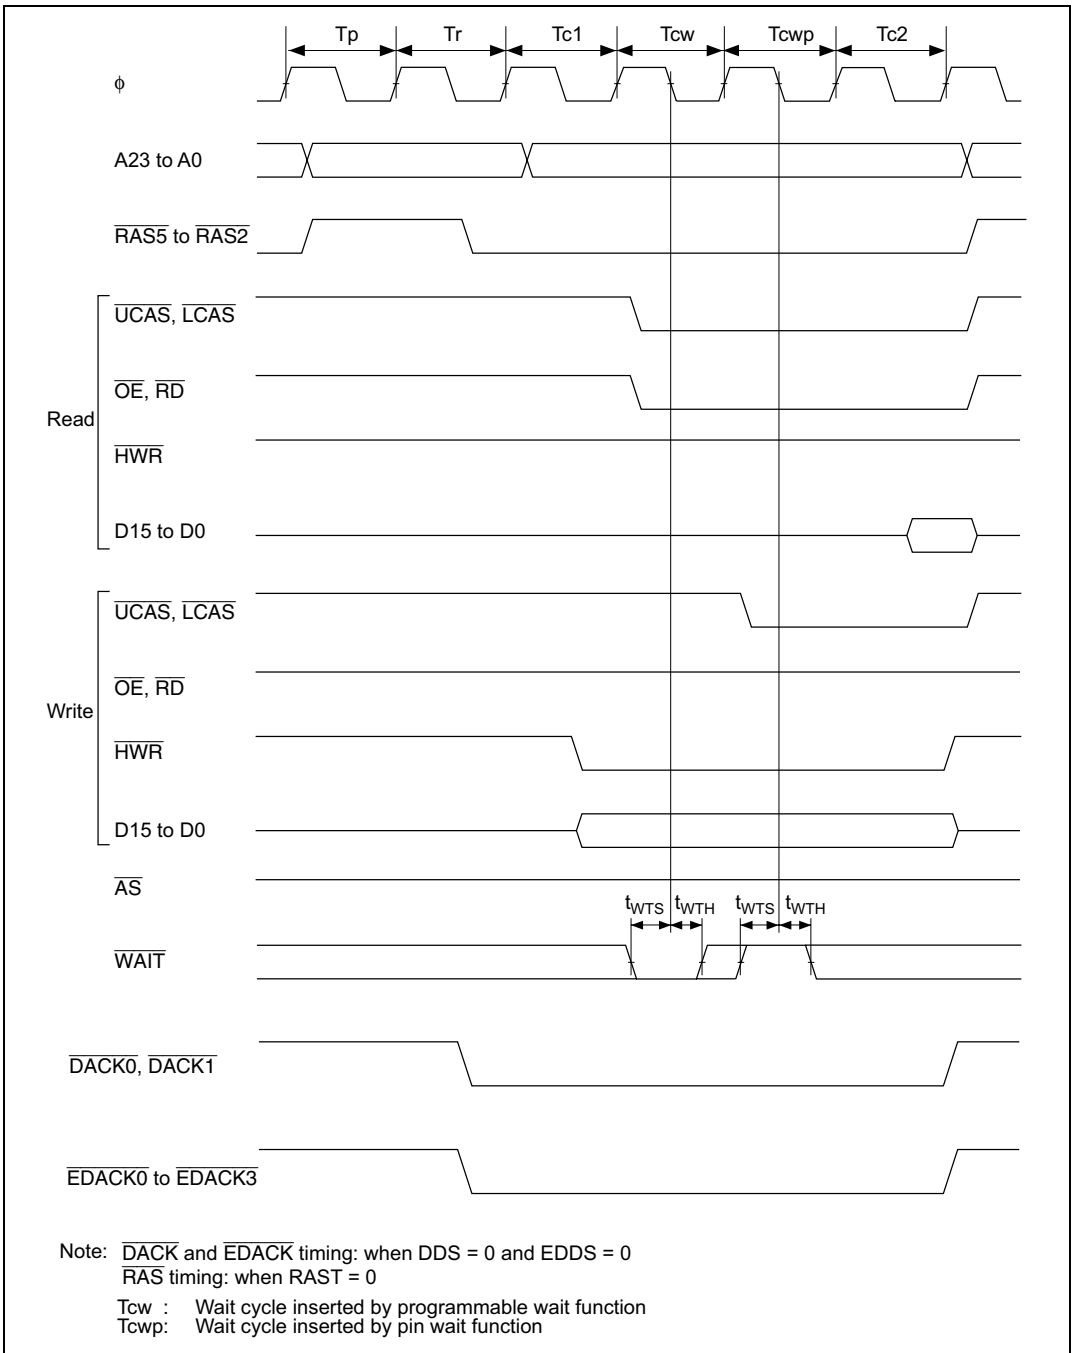 Tp Tr Tc1 Tcw Tcwp Tc2
ϕ
A23 to A0
RAS5 to RAS2
Read
UCAS, LCAS
OE, RD
HWR
D15 to D0
Write
UCAS, LCAS
OE, RD
HWR
D15 to D0
AS
tWTS tWTH tWTS tWTH
WAIT
DACK0, DACK1
EDACK0 to EDACK3
Note: DACK and EDACK timing: when DDS = 0 and EDDS = 0
RAS timing: when RAST = 0
Tcw : Wait cycle inserted by programmable wait function
Tcwp: Wait cycle inserted by pin wait function